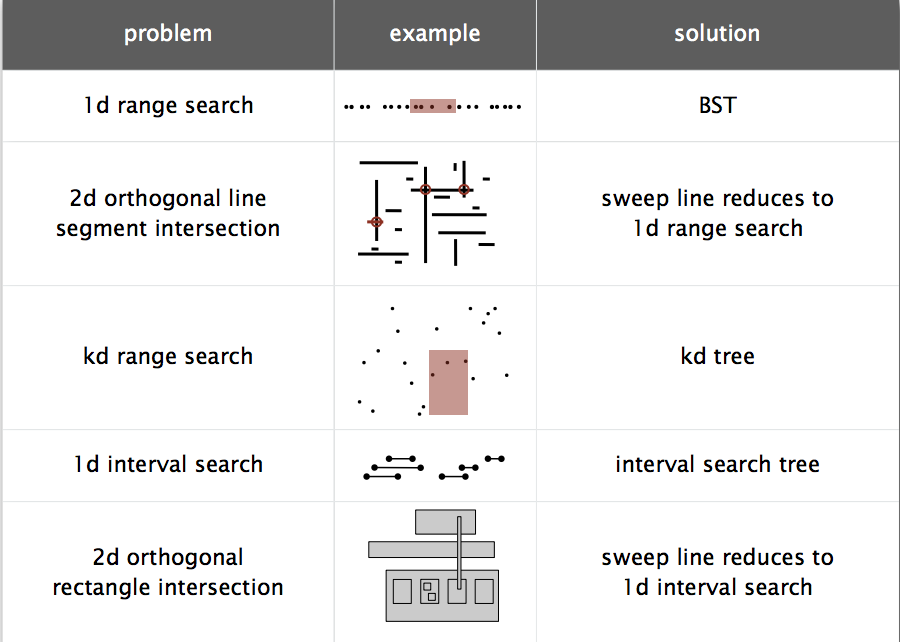 problem
example
solution
1d range search
BST
2d orthogonal line
segment intersection
sweep line reduces to
1d range search
kd range search
kd tree
1d interval search
interval search tree
2d orthogonal
rectangle intersection
sweep line reduces to
1d interval search